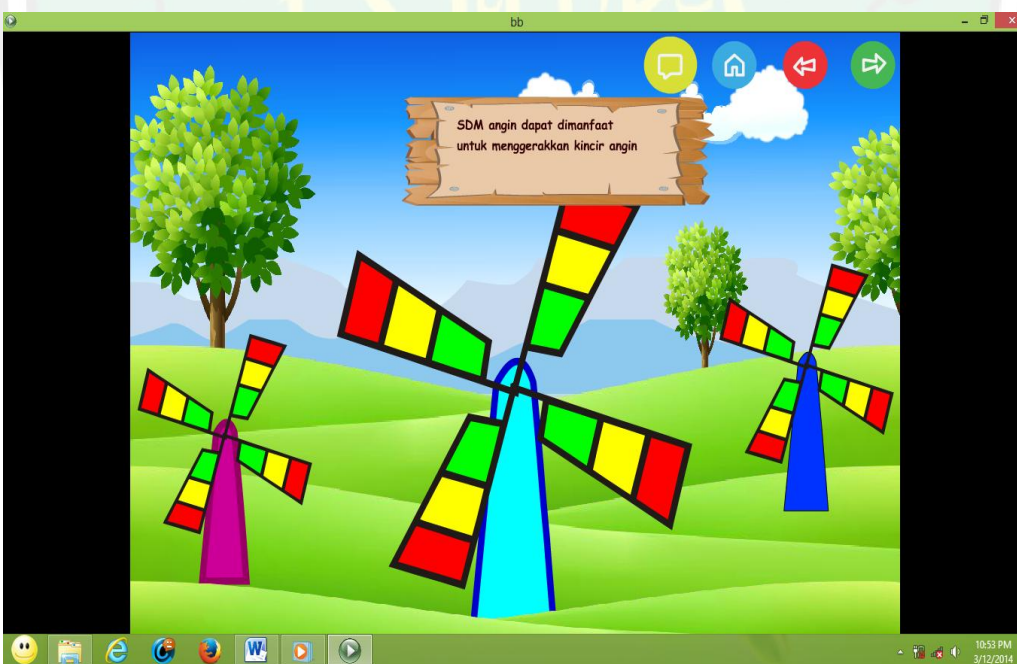 bb
SDM angin dapat dimanfaat
untuk menggerakkan kincir angin
10:53 PM
3/12/2014